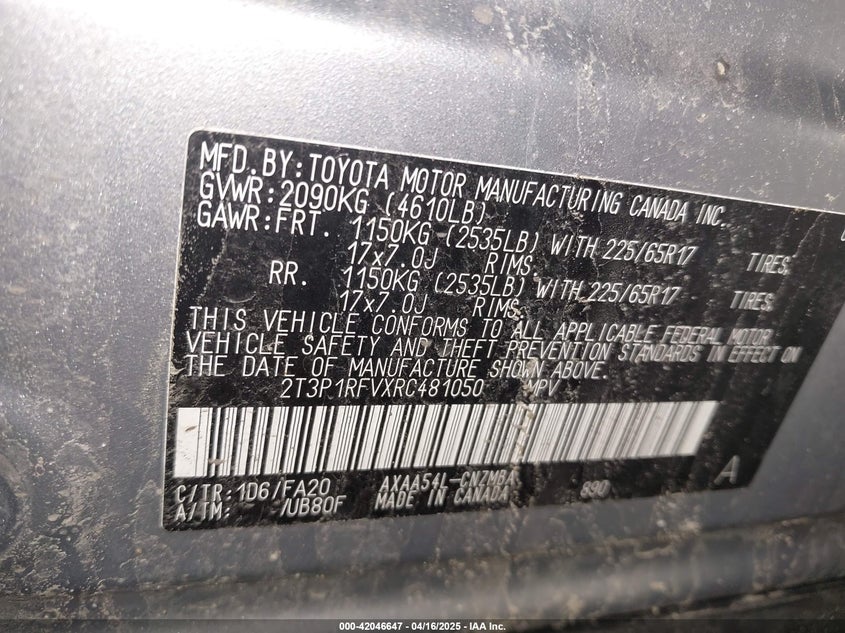 MFD. BY: TOYOTA MOTOR MANUFACTURING CANADA INC.
GVWR: 2090KG (4610LB)
GAWR: FRT. 1150KG (2535LB) WITH 225/65R17 TIRES,
17x7.0J RIMS,
RR. 1150KG (2535LB) WITH 225/65R17 TIRES,
17x7.0J RIMS,
THIS VEHICLE CONFORMS TO ALL APPLICABLE FEDERAL MOTOR
VEHICLE SAFETY AND THEFT PREVENTION STANDARDS IN EFFECT ON
THE DATE OF MANUFACTURE SHOWN ABOVE.
2T3P1RFVXRC481050 MPV
C/TR: 1D6/FA20 AXAA54L-CNZMBA 890 A
A/TM: /UB80F MADE IN CANADA
000-42046647 - 04/16/2025 - IAA Inc.